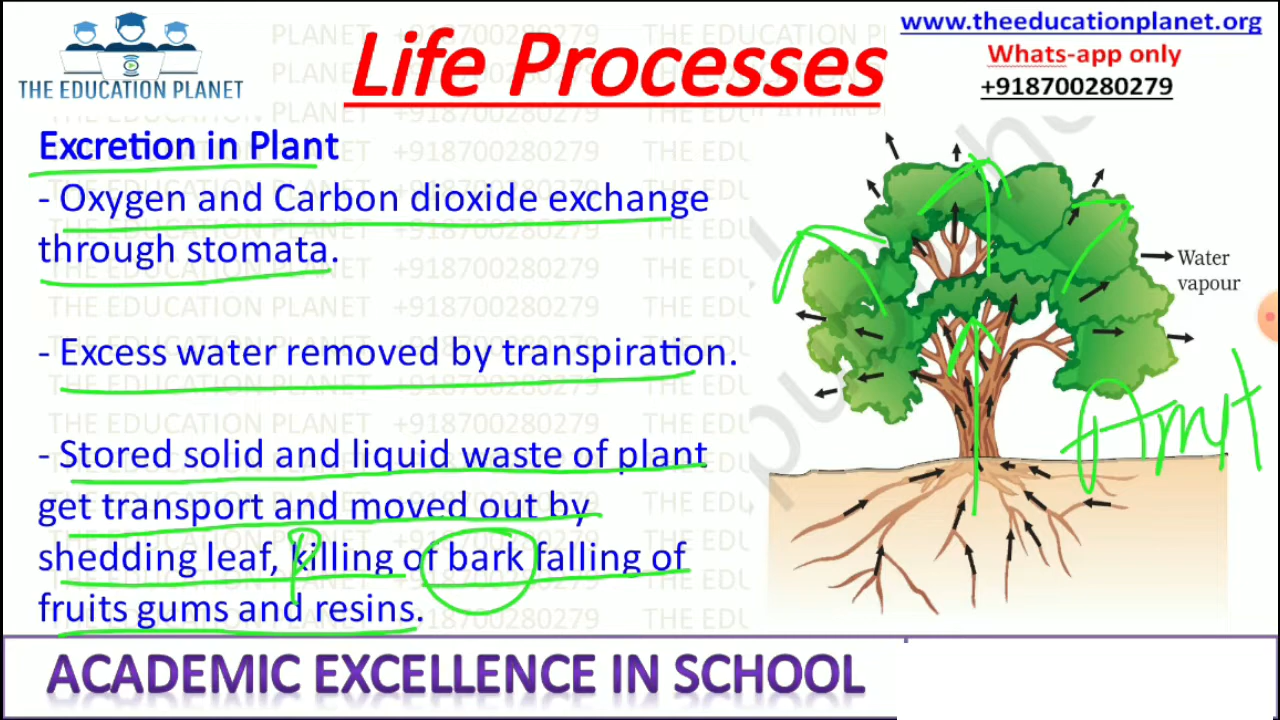 THE EDUCATION PLANET
Life Processes
www.theeducationplanet.org
Whats-app only
+918700280279
Excretion in Plant
- Oxygen and Carbon dioxide exchange
through stomata.
- Excess water removed by transpiration.
- Stored solid and liquid waste of plant
get transport and moved out by
shedding leaf, killing of bark falling of
fruits gums and resins.
P
Water
vapour
ACADEMIC EXCELLENCE IN SCHOOL